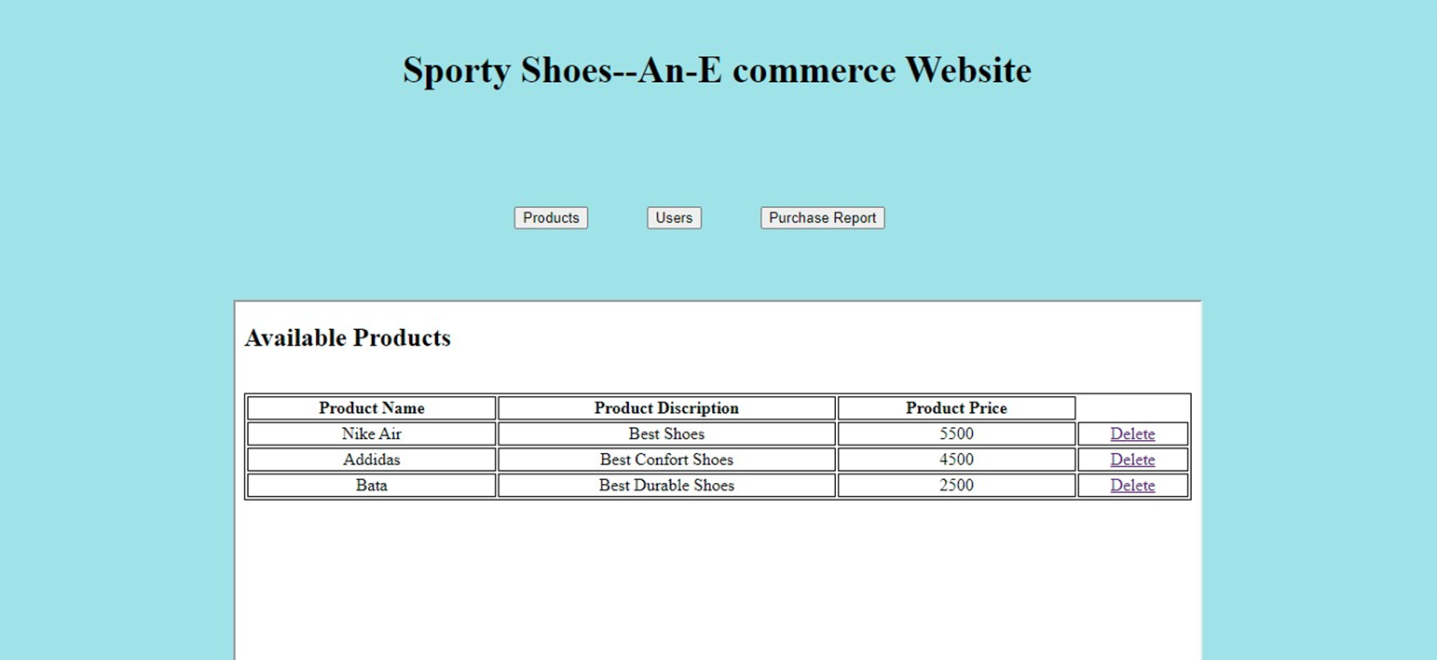 Sporty Shoes--An-E commerce Website
Products Users Purchase Report
Available Products
Product Name Product Discription Product Price
Nike Air Best Shoes 5500 Delete
Addidas Best Confort Shoes 4500 Delete
Bata Best Durable Shoes 2500 Delete